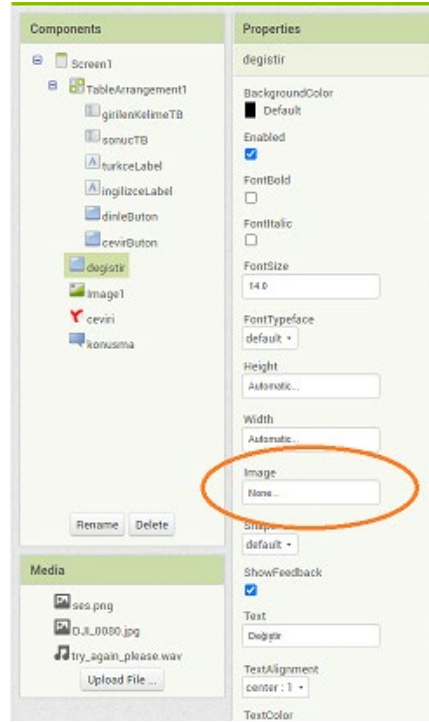 Components
Screen1
TableArrangement1
girilenKelimeTB
sonucTB
turkceLabel
ingilizceLabel
dinleButon
cevirButon
degistir
Image1
ceviri
konusma
Rename Delete
Media
ses.png
DJI_0080.jpg
try_again_please.wav
Upload File ...
Properties
degistir
BackgroundColor
Default
Enabled
FontBold
FontItalic
FontSize
14.0
FontTypeface
default
Height
Automatic...
Width
Automatic...
Image
None...
Shape
default
ShowFeedback
Text
Değiştir
TextAlignment
center : 1
TextColor